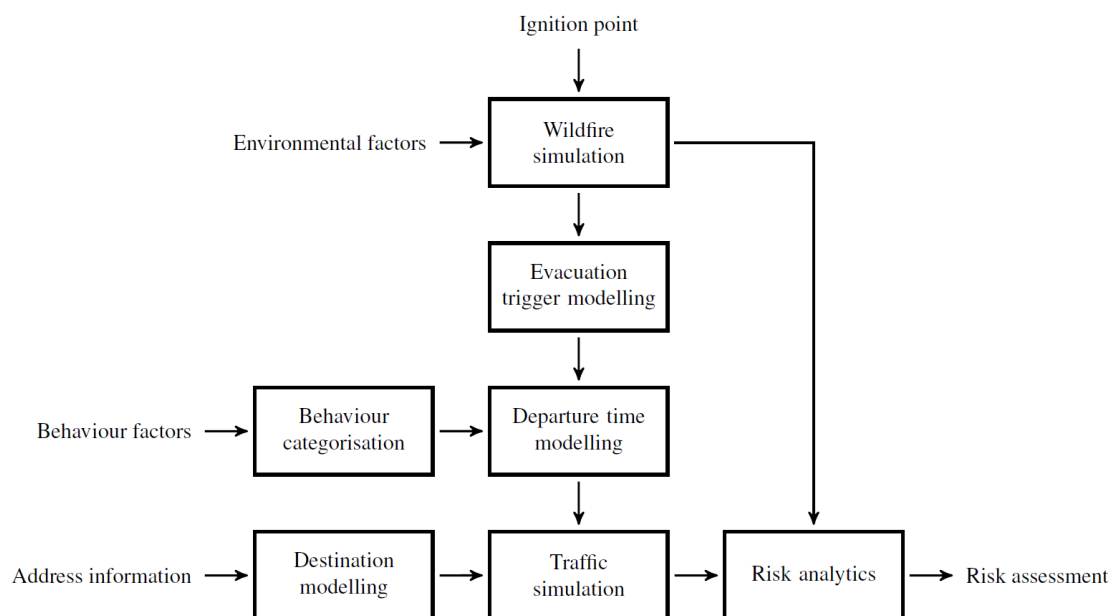 Ignition point
Environmental factors
Wildfire
simulation
Evacuation
trigger modelling
Behaviour factors
Behaviour
categorisation
Departure time
modelling
Address information
Destination
modelling
Traffic
simulation
Risk analytics
Risk assessment